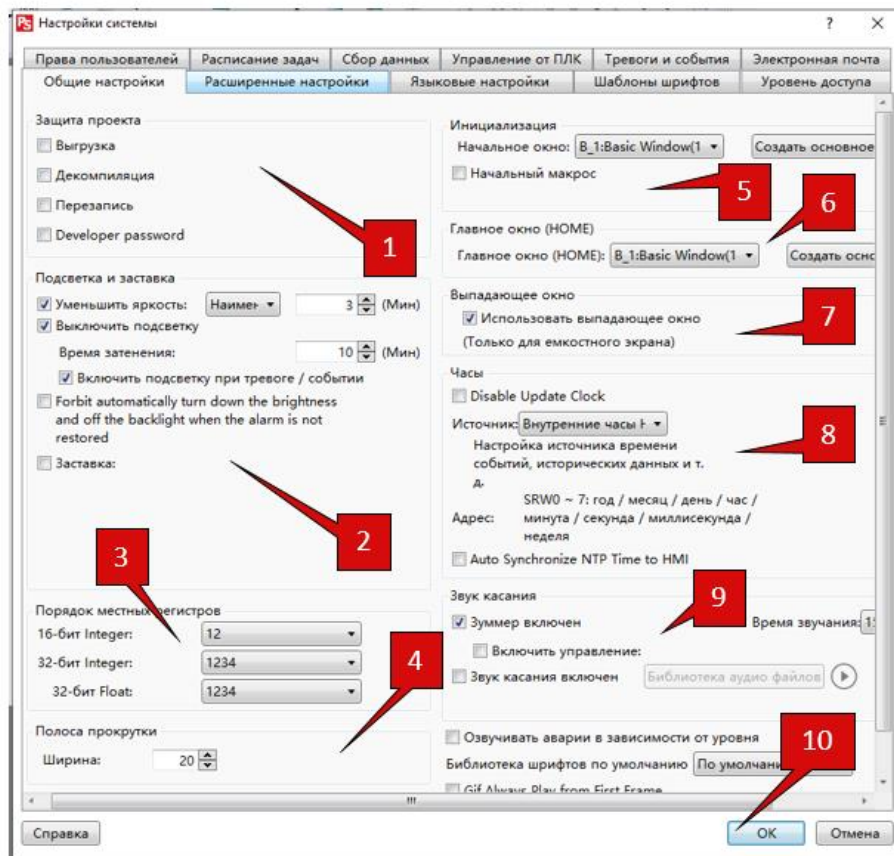 Настройки системы
Права пользователей
Расписание задач
Сбор данных
Управление от ПЛК
Тревоги и события
Электронная почта
Общие настройки
Расширенные настройки
Языковые настройки
Шаблоны шрифтов
Уровень доступа
Защита проекта
Выгрузка
Декомпиляция
Перезапись
Developer password
1
Подсветка и заставка
Уменьшить яркость: Наимен 3 (Мин)
Выключить подсветку
Время затенения: 10 (Мин)
Включить подсветку при тревоге / событии
Forbit automatically turn down the brightness
and off the backlight when the alarm is not
restored
Заставка:
2
3
Порядок местных регистров
16-бит Integer: 12
32-бит Integer: 1234
32-бит Float: 1234
4
Полоса прокрутки
Ширина: 20
Инициализация
Начальное окно: B_1:Basic Window(1 Создать основное
Начальный макрос
5
6
Главное окно (HOME)
Главное окно (HOME): B_1:Basic Window(1 Создать осно
Выпадающее окно
Использовать выпадающее окно
(Только для емкостного экрана)
7
Часы
Disable Update Clock
Источник: Внутренние часы
Настройка источника времени
событий, исторических данных и т.
д.
8
SRW0 ~ 7: год / месяц / день / час /
Адрес: минута / секунда / миллисекунда /
неделя
Auto Synchronize NTP Time to HMI
Звук касания
9
Зуммер включен Время звучания:
Включить управление:
Звук касания включен Библиотека аудио файлов
Озвучивать аварии в зависимости от уровня
Библиотека шрифтов по умолчанию По умолчани
Gif Always Play from First Frame
10
Справка
OK
Отмена